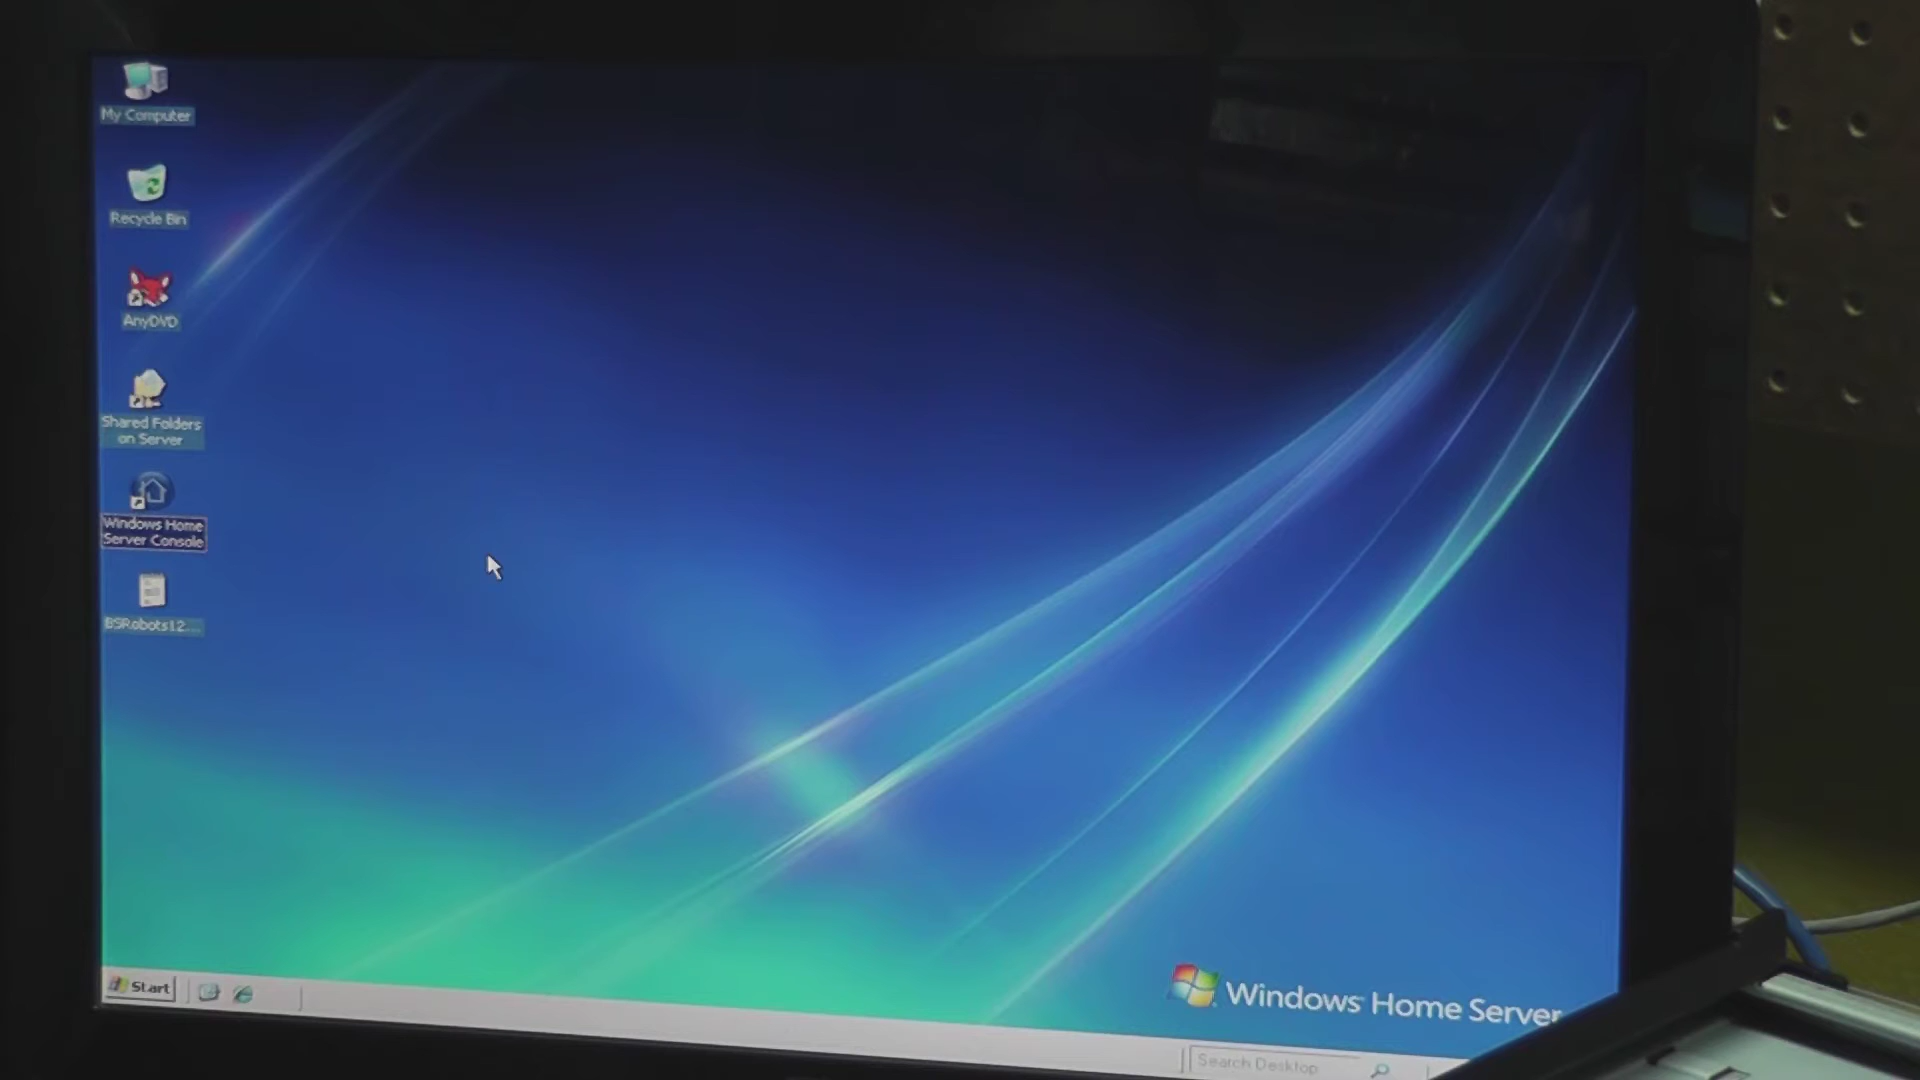 My Computer
Recycle Bin
AnyDVD
Shared Folders
on Server
Windows Home
Server Console
BSRobots12...
Start
Windows Home Server
Search Desktop